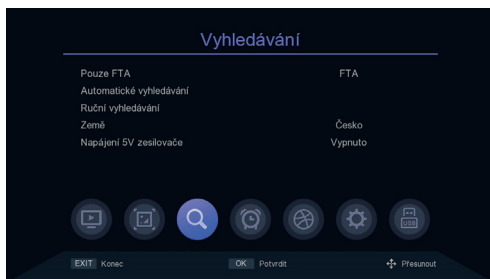 Vyhledávání
Pouze FTA FTA
Automatické vyhledávání
Ruční vyhledávání
Země Česko
Napájení 5V zesilovače Vypnuto
USB
EXIT Konec OK Potvrdit Přesunout